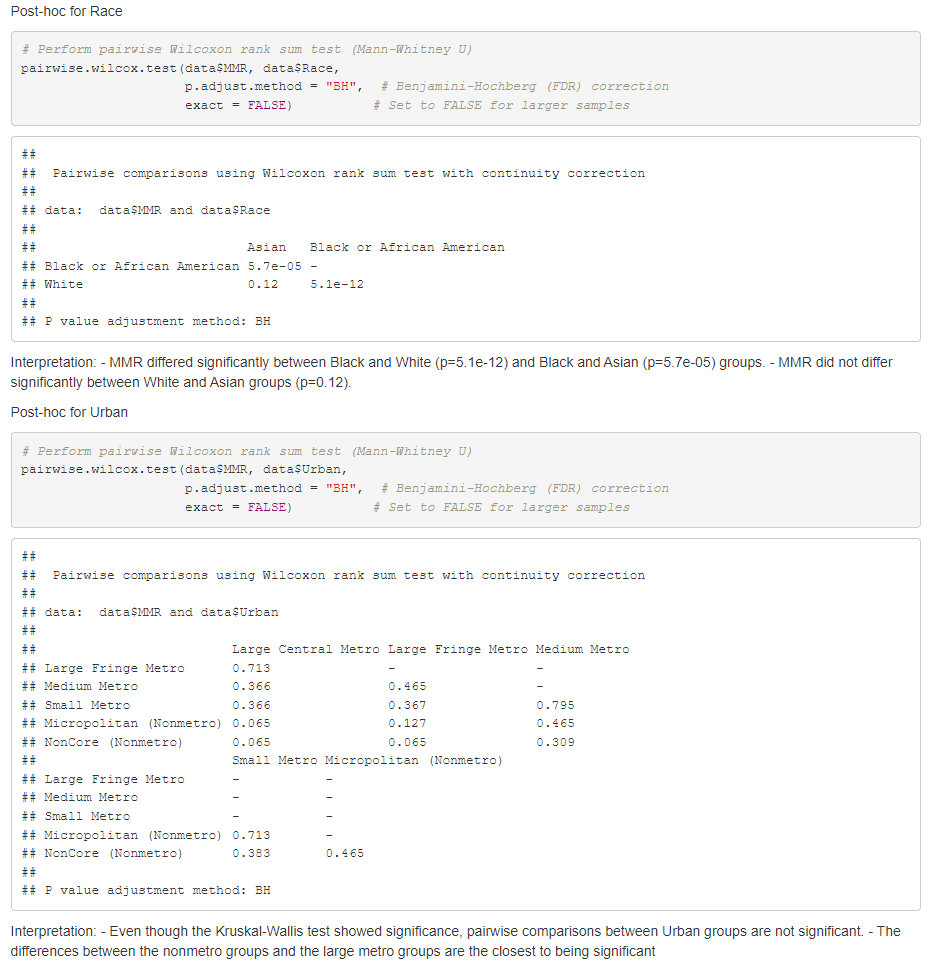 Post-hoc for Race
# Perform pairwise Wilcoxon rank sum test (Mann-Whitney U)
pairwise.wilcox.test(data$MMR, data$Race,
                     p.adjust.method = "BH",  # Benjamini-Hochberg (FDR) correction
                     exact = FALSE)          # Set to FALSE for larger samples
##
##  Pairwise comparisons using Wilcoxon rank sum test with continuity correction
##
## data:  data$MMR and data$Race
##
##                           Asian   Black or African American
## Black or African American 5.7e-05 -
## White                     0.12    5.1e-12
##
## P value adjustment method: BH
Interpretation: - MMR differed significantly between Black and White (p=5.1e-12) and Black and Asian (p=5.7e-05) groups. - MMR did not differ
significantly between White and Asian groups (p=0.12).
Post-hoc for Urban
# Perform pairwise Wilcoxon rank sum test (Mann-Whitney U)
pairwise.wilcox.test(data$MMR, data$Urban,
                     p.adjust.method = "BH",  # Benjamini-Hochberg (FDR) correction
                     exact = FALSE)          # Set to FALSE for larger samples
##
##  Pairwise comparisons using Wilcoxon rank sum test with continuity correction
##
## data:  data$MMR and data$Urban
##
##                         Large Central Metro Large Fringe Metro Medium Metro
## Large Fringe Metro      0.713               -                  -
## Medium Metro            0.366               0.465              -
## Small Metro             0.366               0.367              0.795
## Micropolitan (Nonmetro) 0.065               0.127              0.465
## NonCore (Nonmetro)      0.065               0.065              0.309
##                         Small Metro Micropolitan (Nonmetro)
## Large Fringe Metro      -           -
## Medium Metro            -           -
## Small Metro             -           -
## Micropolitan (Nonmetro) 0.713       -
## NonCore (Nonmetro)      0.383       0.465
##
## P value adjustment method: BH
Interpretation: - Even though the Kruskal-Wallis test showed significance, pairwise comparisons between Urban groups are not significant. - The
differences between the nonmetro groups and the large metro groups are the closest to being significant